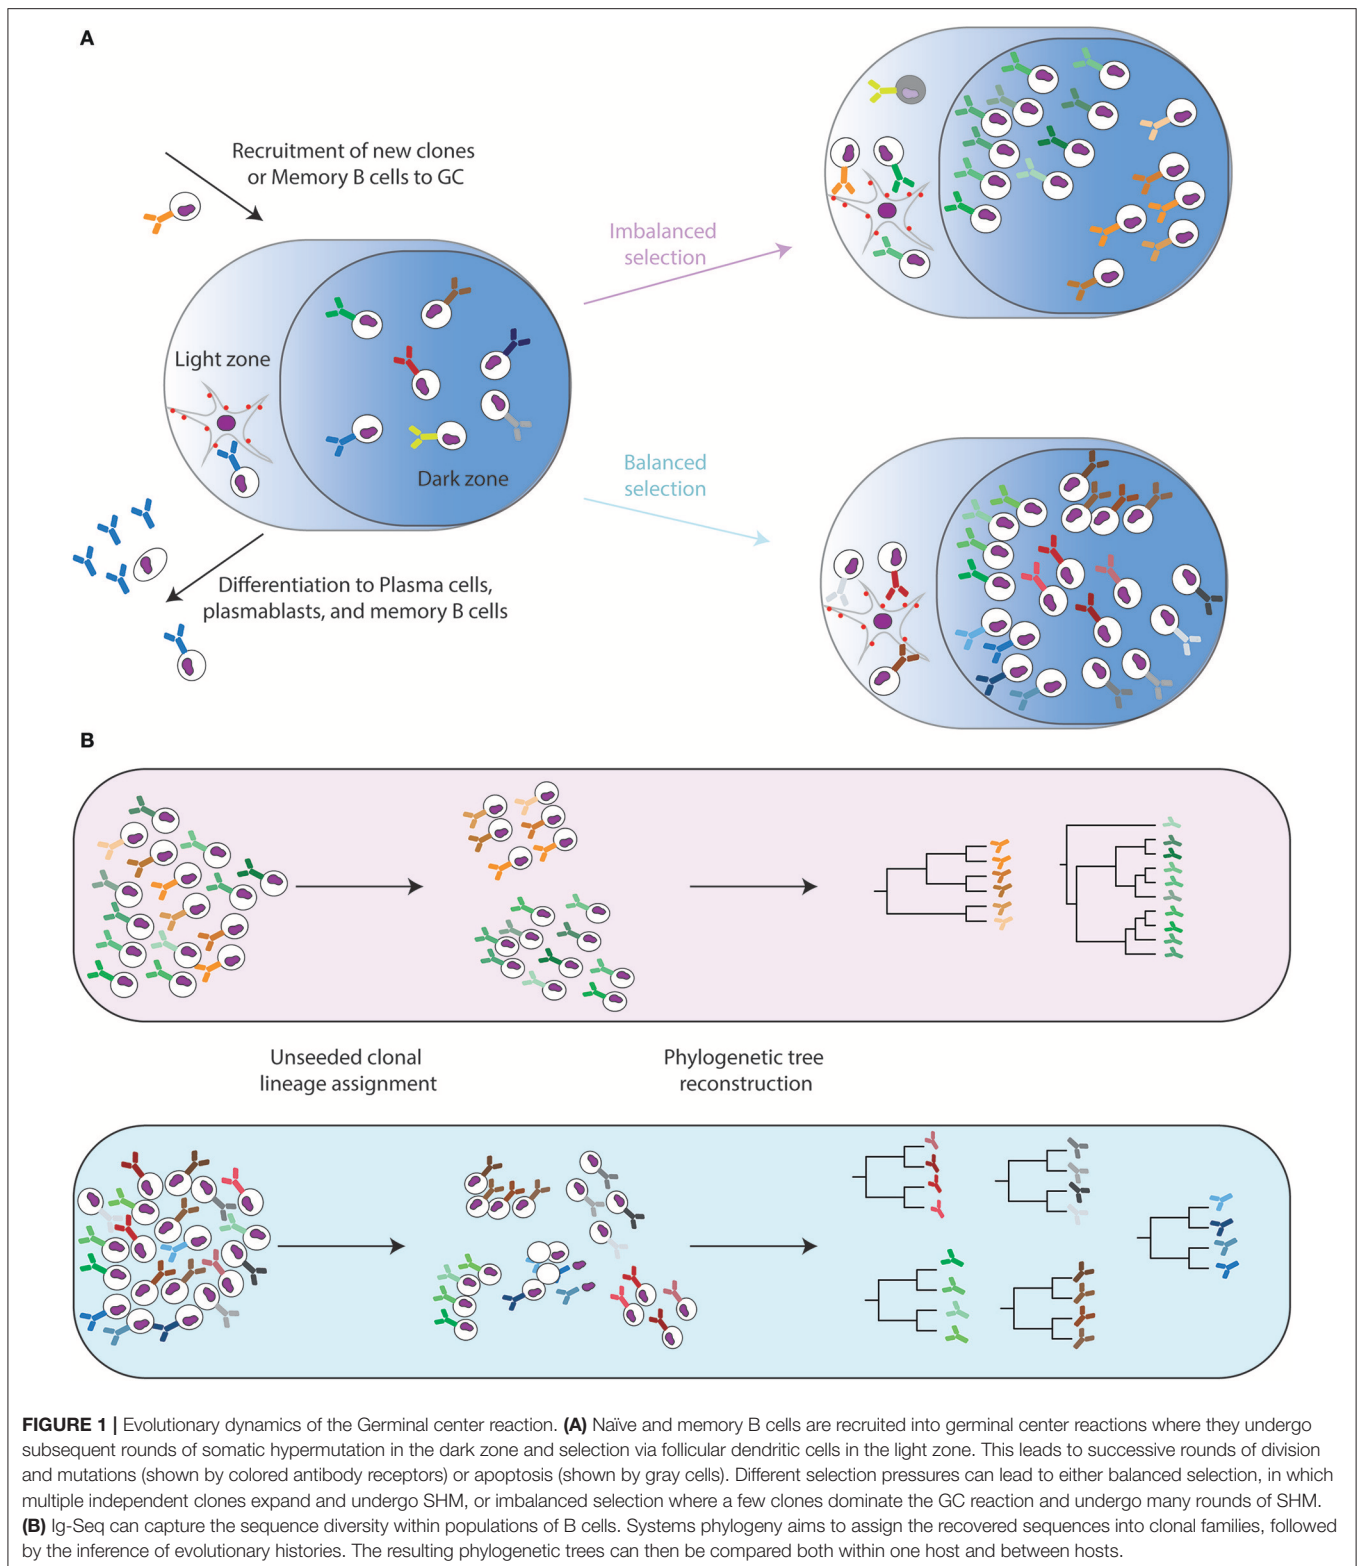 A
Recruitment of new clones
or Memory B cells to GC
Imbalanced
selection
Light zone
Dark zone
Balanced
selection
Differentiation to Plasma cells,
plasmablasts, and memory B cells
B
Unseeded clonal
lineage assignment
Phylogenetic tree
reconstruction
FIGURE 1 | Evolutionary dynamics of the Germinal center reaction. (A) Naïve and memory B cells are recruited into germinal center reactions where they undergo
subsequent rounds of somatic hypermutation in the dark zone and selection via follicular dendritic cells in the light zone. This leads to successive rounds of division
and mutations (shown by colored antibody receptors) or apoptosis (shown by gray cells). Different selection pressures can lead to either balanced selection, in which
multiple independent clones expand and undergo SHM, or imbalanced selection where a few clones dominate the GC reaction and undergo many rounds of SHM.
(B) Ig-Seq can capture the sequence diversity within populations of B cells. Systems phylogeny aims to assign the recovered sequences into clonal families, followed
by the inference of evolutionary histories. The resulting phylogenetic trees can then be compared both within one host and between hosts.